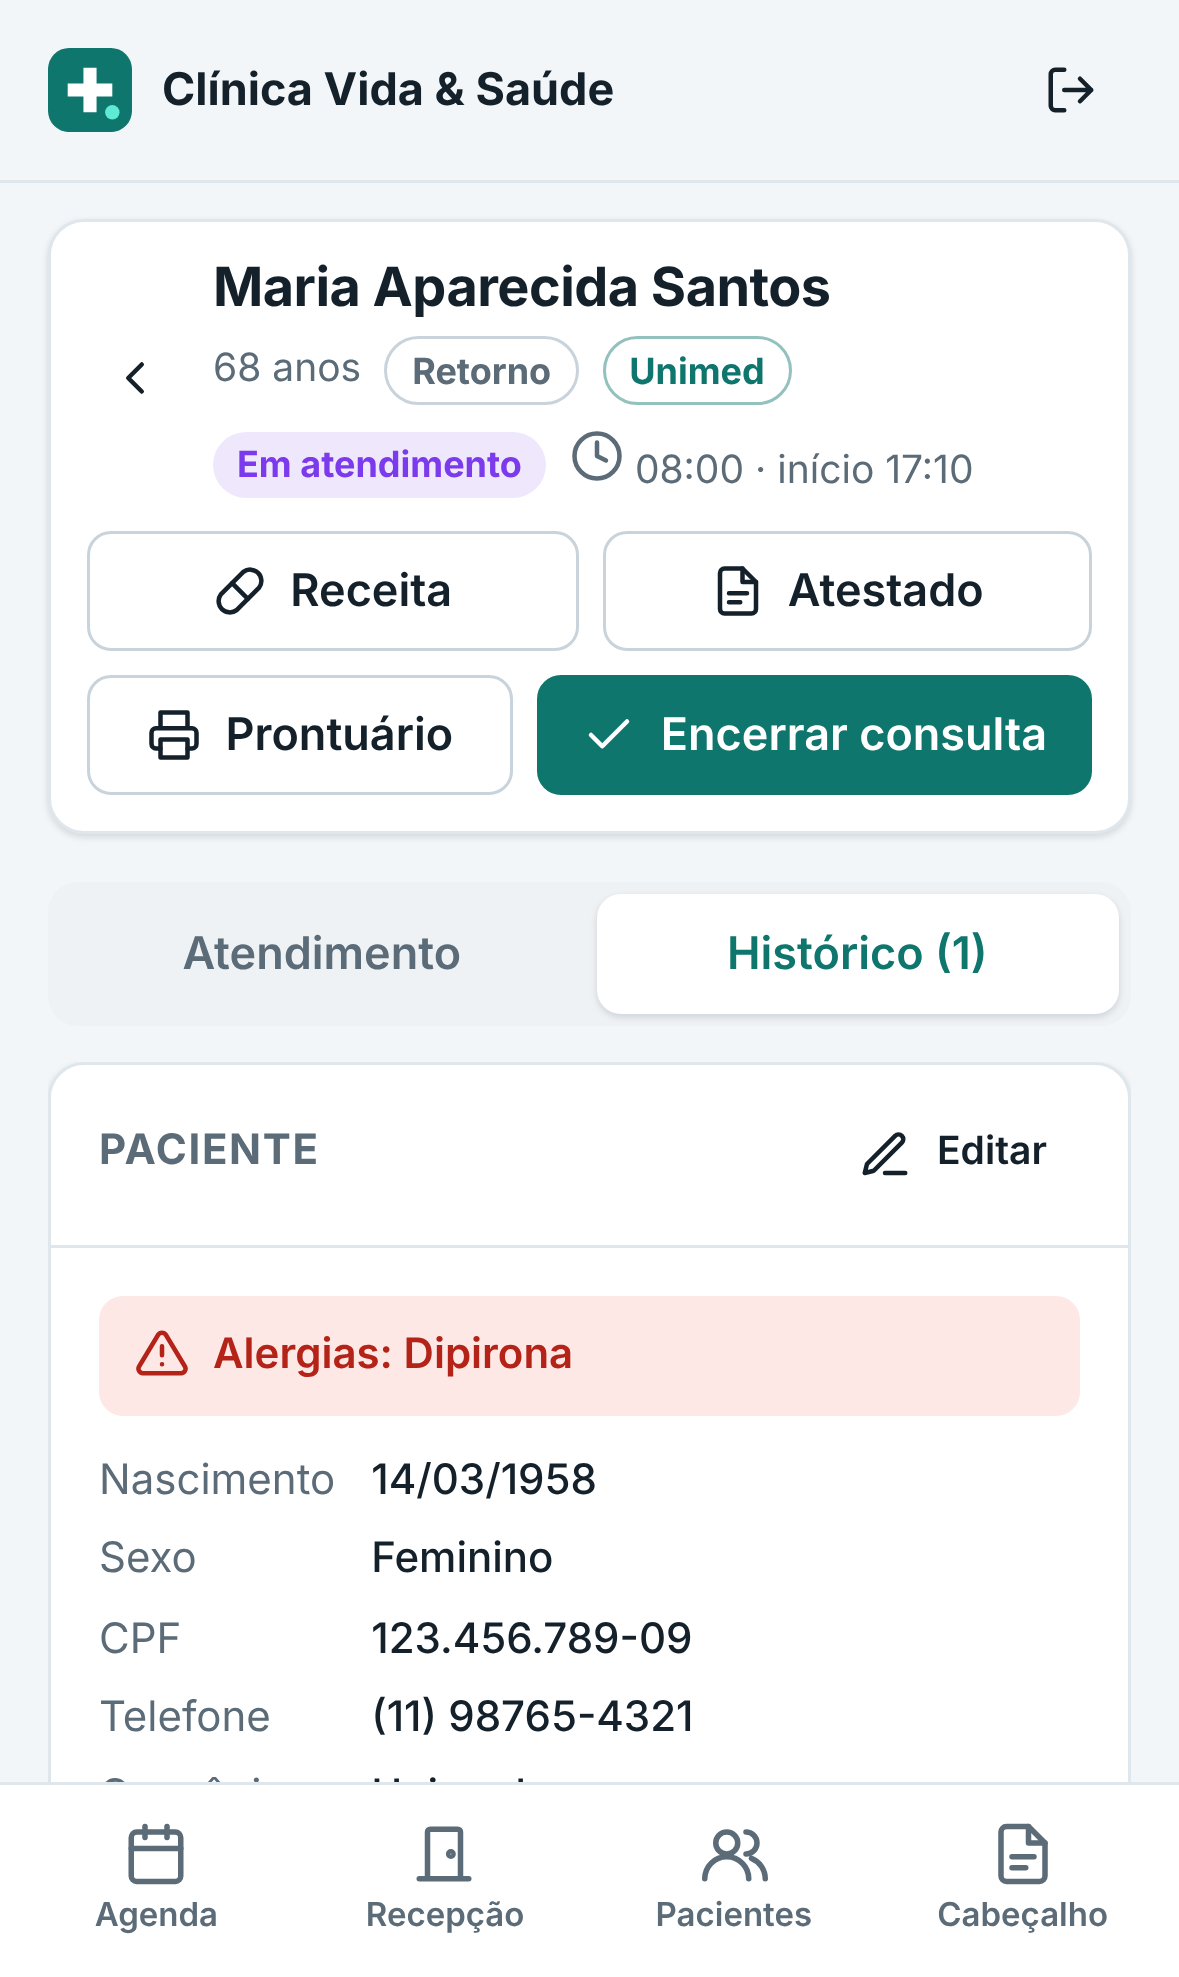 Clínica Vida & Saúde
Maria Aparecida Santos
68 anos Retorno Unimed
Em atendimento 08:00 · início 17:10
Receita Atestado
Prontuário Encerrar consulta
Atendimento Histórico (1)
PACIENTE Editar
Alergias: Dipirona
Nascimento 14/03/1958
Sexo Feminino
CPF 123.456.789-09
Telefone (11) 98765-4321
Agenda Recepção Pacientes Cabeçalho